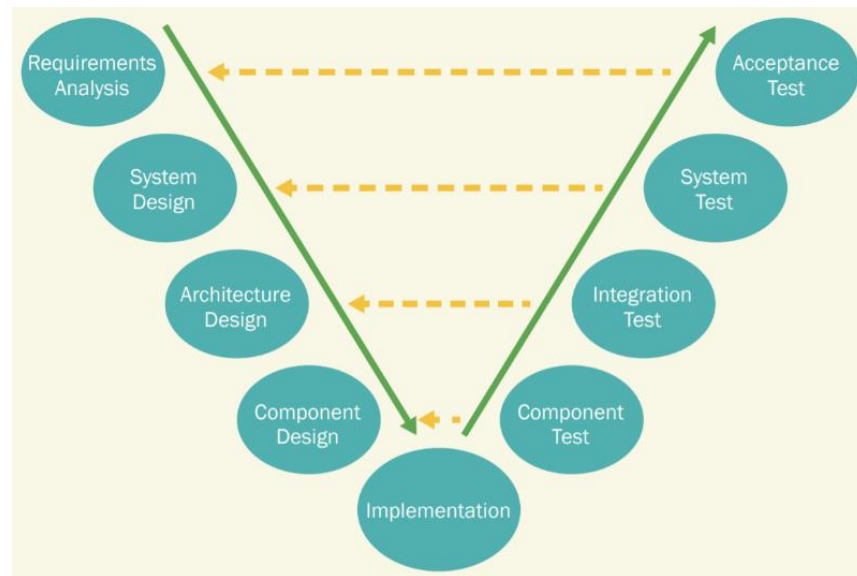 Requirements
Analysis
Acceptance
Test
System
Design
System
Test
Architecture
Design
Integration
Test
Component
Design
Component
Test
Implementation